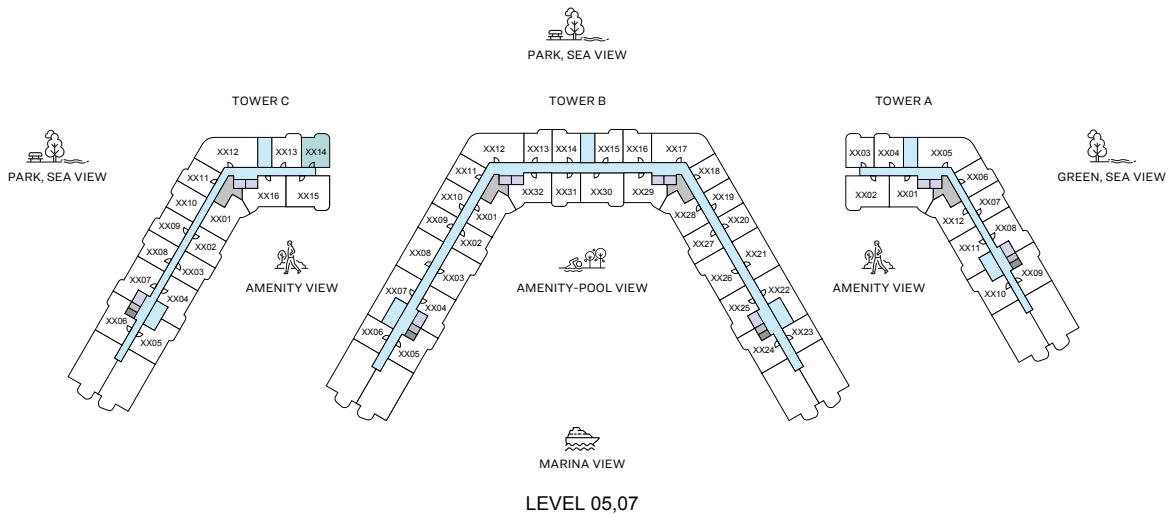 PARK, SEA VIEW
TOWER C
TOWER B
TOWER A
PARK, SEA VIEW
GREEN, SEA VIEW
XX12
XX13
XX14
XX11
XX10
XX09
XX08
XX07
XX06
XX01
XX02
XX03
XX04
XX05
XX16
XX15
XX12
XX13
XX14
XX15
XX16
XX17
XX11
XX10
XX09
XX08
XX07
XX06
XX01
XX02
XX03
XX04
XX05
XX32
XX31
XX30
XX29
XX28
XX27
XX26
XX25
XX24
XX18
XX19
XX20
XX21
XX22
XX23
XX03
XX04
XX05
XX02
XX01
XX06
XX07
XX08
XX09
XX12
XX11
XX10
AMENITY VIEW
AMENITY-POOL VIEW
AMENITY VIEW
MARINA VIEW
LEVEL 05,07